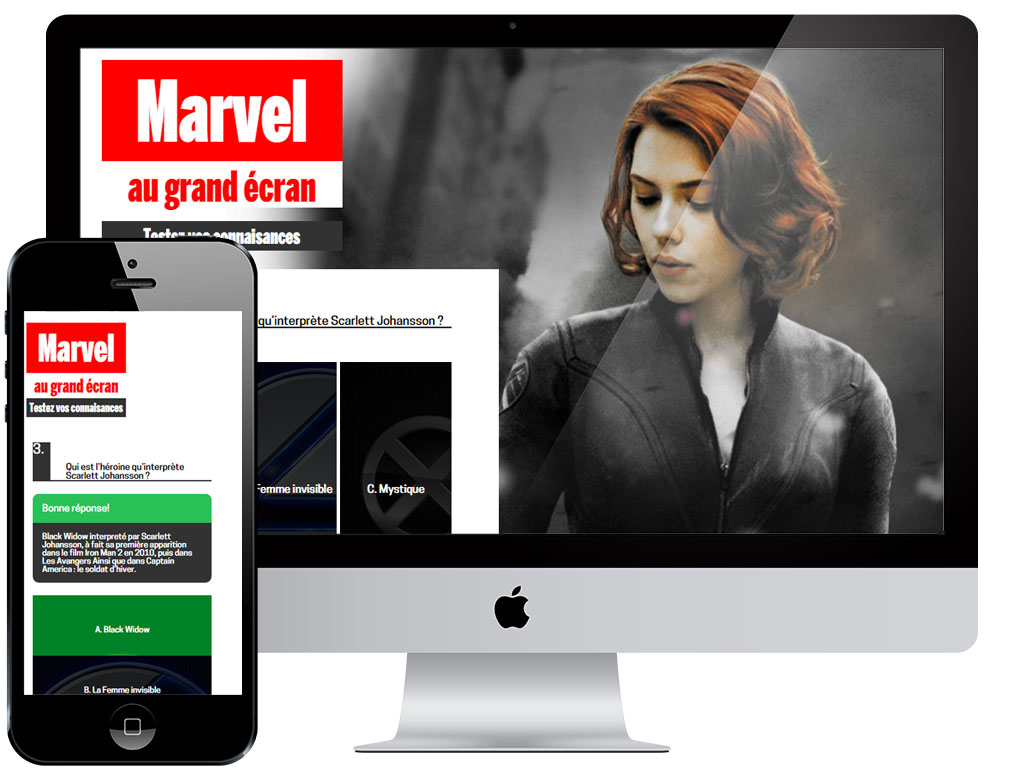 Marvel
au grand écran
Testez vos connaisances
qu'interprète Scarlett Johansson ?
Femme invisible
C. Mystique
Marvel
au grand écran
Testez vos connaisances
3.
Qui est l'héroine qu'interprète
Scarlett Johansson ?
Bonne réponse!
Black Widow interpreté par Scarlett
Johansson, à fait sa première apparition
dans le film Iron Man 2 en 2010, puis dans
Les Avangers Ainsi que dans Captain
America : le soldat d'hiver.
A. Black Widow
B. La Femme invisible